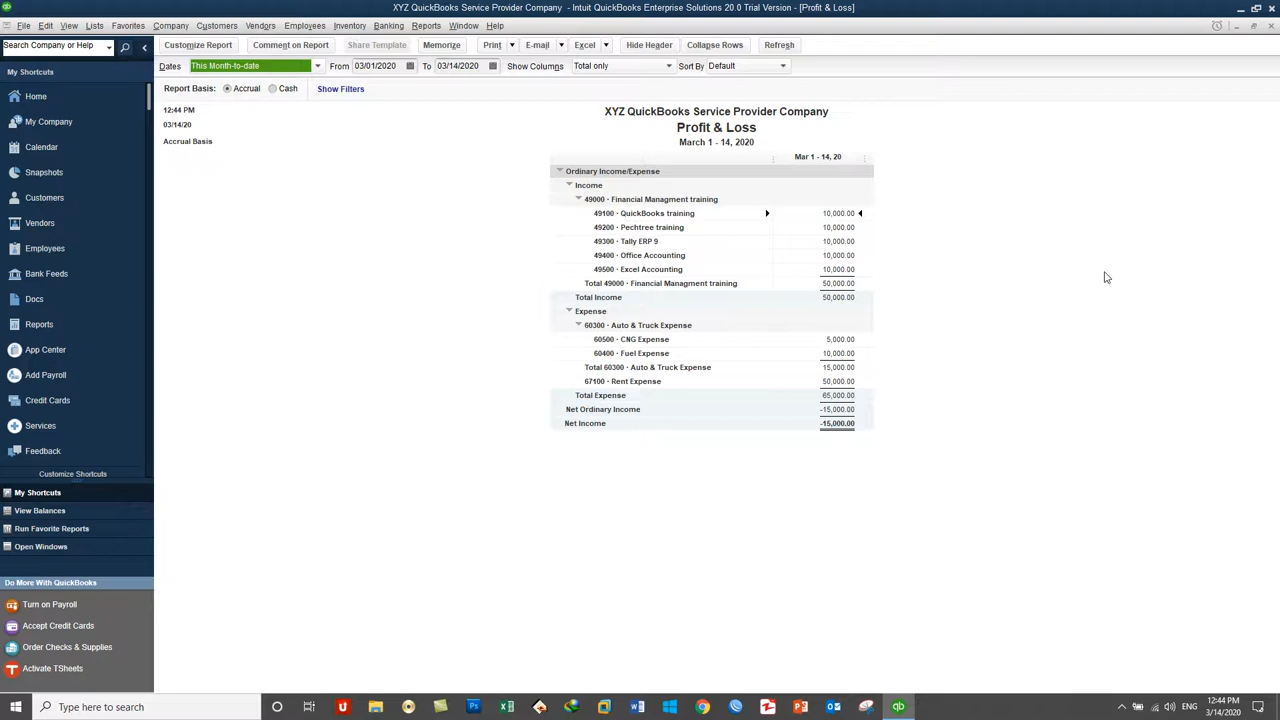 XYZ QuickBooks Service Provider Company - Intuit QuickBooks Enterprise Solutions 20.0 Trial Version - [Profit & Loss]
File Edit View Lists Favorites Company Customers Vendors Employees Inventory Banking Reports Window Help
Search Company or Help
Customize Report Comment on Report Share Template Memorize Print E-mail Excel Hide Header Collapse Rows Refresh
My Shortcuts
Dates This Month-to-date From 03/01/2020 To 03/14/2020 Show Columns Total only Sort By Default
Report Basis: Accrual Cash Show Filters
Home
My Company
Calendar
Snapshots
Customers
Vendors
Employees
Bank Feeds
Docs
Reports
App Center
Add Payroll
Credit Cards
Services
Feedback
Customize Shortcuts
My Shortcuts
View Balances
Run Favorite Reports
Open Windows
Do More With QuickBooks
Turn on Payroll
Accept Credit Cards
Order Checks & Supplies
Activate TSheets
12:44 PM
03/14/20
Accrual Basis
XYZ QuickBooks Service Provider Company
Profit & Loss
March 1 - 14, 2020
Mar 1 - 14, 20
Ordinary Income/Expense
Income
49000 · Financial Managment training
49100 · QuickBooks training 10,000.00
49200 · Pechtree training 10,000.00
49300 · Tally ERP 9 10,000.00
49400 · Office Accounting 10,000.00
49500 · Excel Accounting 10,000.00
Total 49000 · Financial Managment training 50,000.00
Total Income 50,000.00
Expense
60300 · Auto & Truck Expense
60500 · CNG Expense 5,000.00
60400 · Fuel Expense 10,000.00
Total 60300 · Auto & Truck Expense 15,000.00
67100 · Rent Expense 50,000.00
Total Expense 65,000.00
Net Ordinary Income -15,000.00
Net Income -15,000.00
Type here to search
12:44 PM
3/14/2020